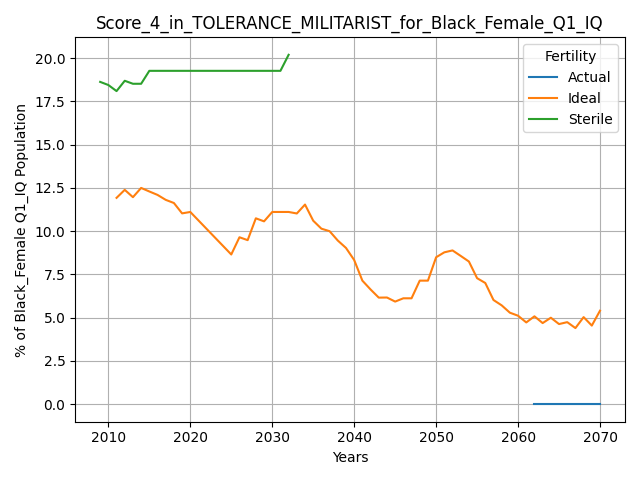 Score_4_in_TOLERANCE_MILITARIST_for_Black_Female_Q1_IQ
Fertility
Actual
Ideal
Sterile
% of Black_Female Q1_IQ Population
20.0
17.5
15.0
12.5
10.0
7.5
5.0
2.5
0.0
2010 2020 2030 2040 2050 2060 2070
Years